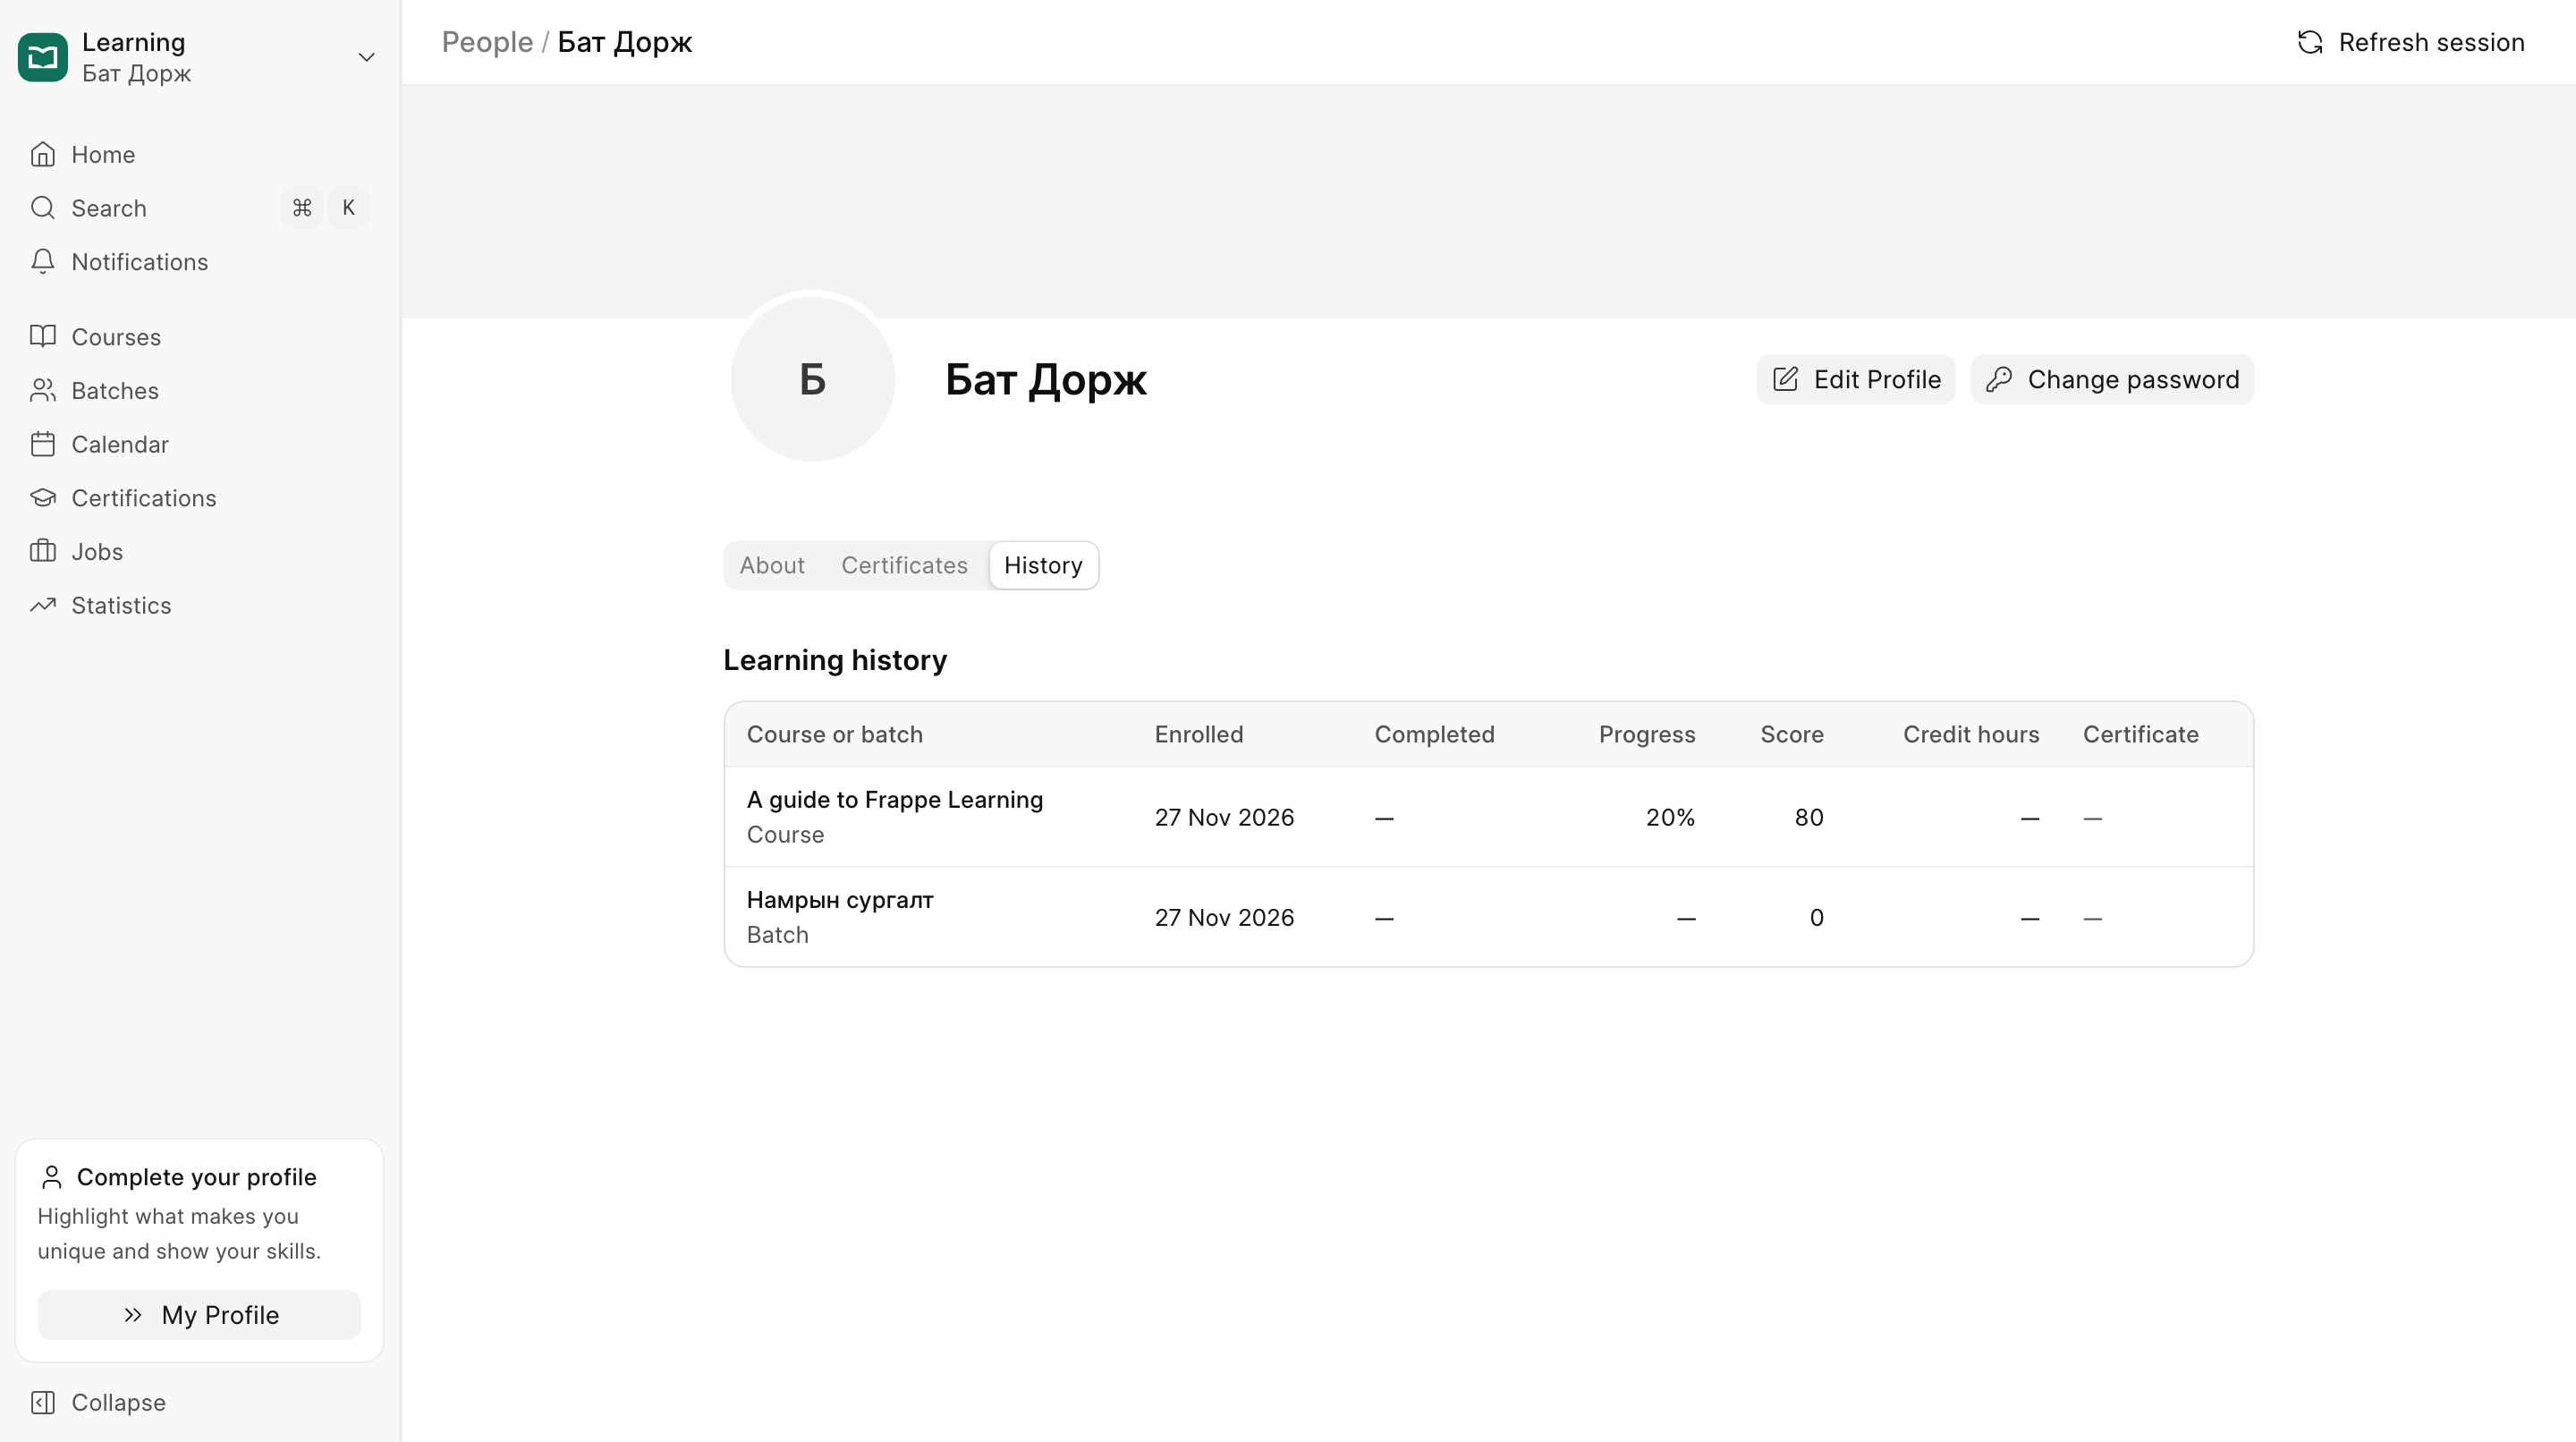 Learning
Бат Дорж
Home
Search ⌘ K
Notifications
Courses
Batches
Calendar
Certifications
Jobs
Statistics
Complete your profile
Highlight what makes you
unique and show your skills.
My Profile
Collapse
People / Бат Дорж
Refresh session
Б
Бат Дорж
Edit Profile
Change password
About Certificates History
Learning history
Course or batch Enrolled Completed Progress Score Credit hours Certificate
A guide to Frappe Learning
Course
27 Nov 2026 — 20% 80 — —
Намрын сургалт
Batch
27 Nov 2026 — — 0 — —